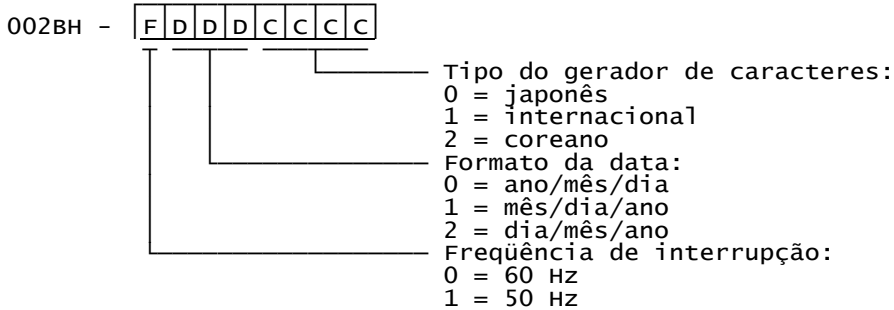 002BH - F D D D C C C C
Tipo do gerador de caracteres:
0 = japonês
1 = internacional
2 = coreano
Formato da data:
0 = ano/mês/dia
1 = mês/dia/ano
2 = dia/mês/ano
Freqüência de interrupção:
0 = 60 Hz
1 = 50 Hz